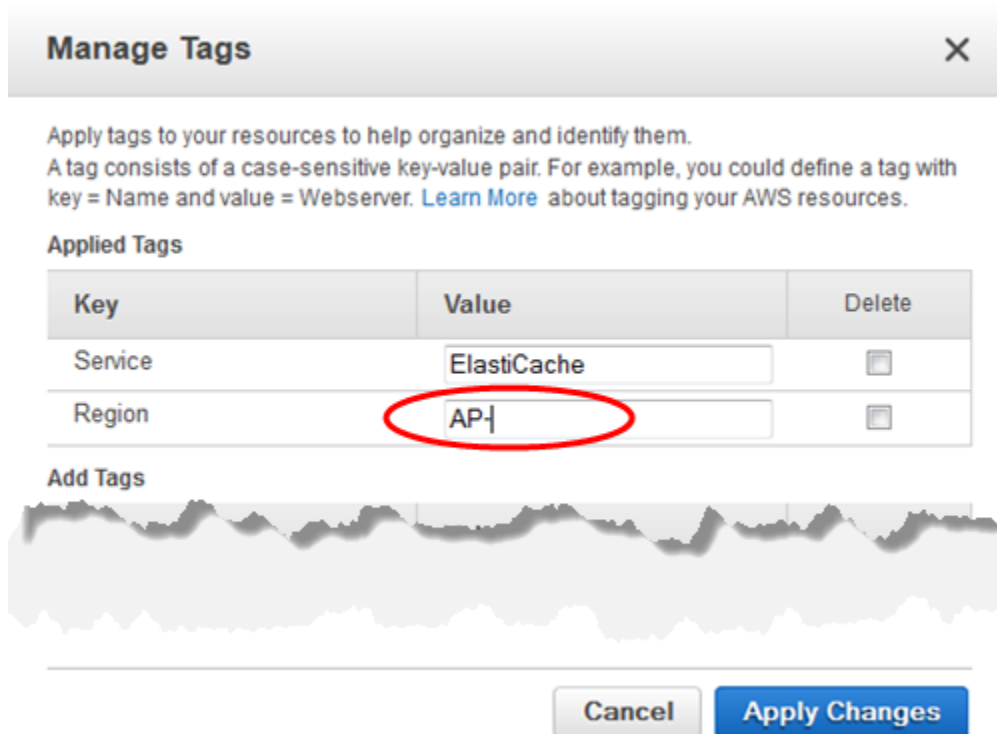 Manage Tags
Apply tags to your resources to help organize and identify them.
A tag consists of a case-sensitive key-value pair. For example, you could define a tag with
key = Name and value = Webserver. Learn More about tagging your AWS resources.
Applied Tags
Key Value Delete
Service ElastiCache
Region AP-
Add Tags
Cancel Apply Changes